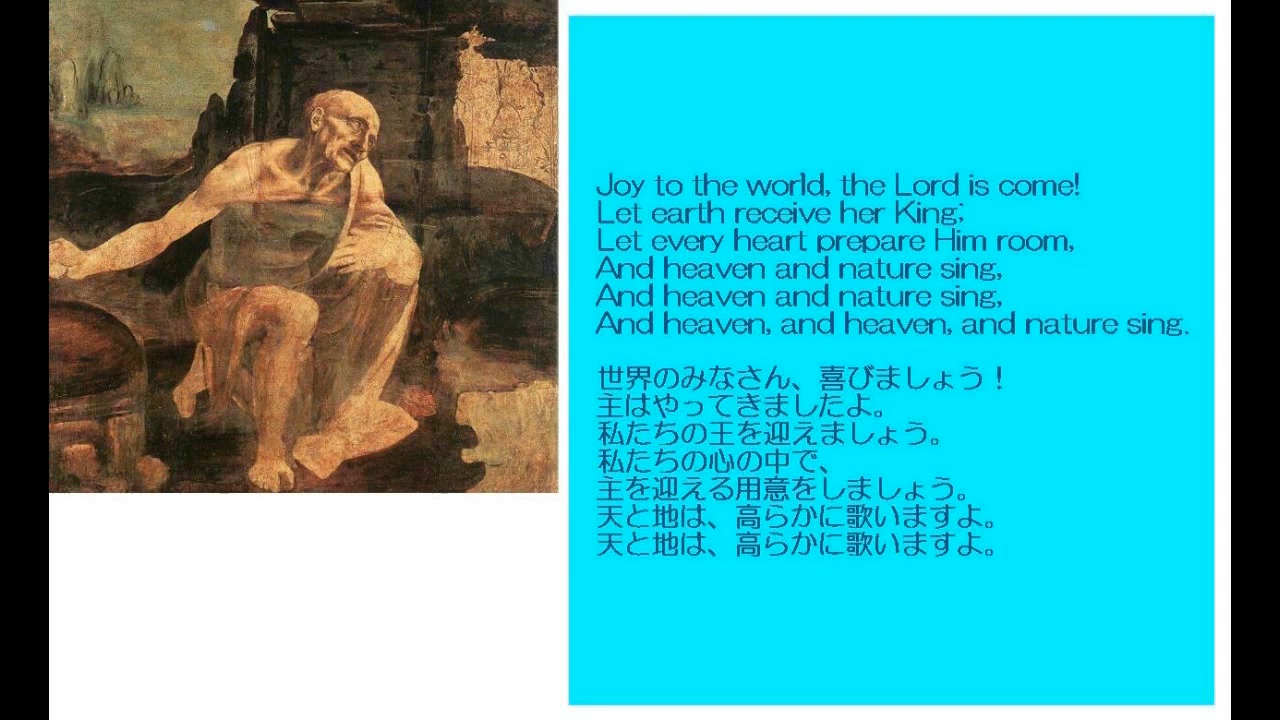 Joy to the world, the Lord is come!
Let earth receive her King;
Let every heart prepare Him room,
And heaven and nature sing,
And heaven and nature sing,
And heaven, and heaven, and nature sing.
世界のみなさん、喜びましょう！
主はやってきましたよ。
私たちの王を迎えましょう。
私たちの心の中で、
主を迎える用意をしましょう。
天と地は、高らかに歌いますよ。
天と地は、高らかに歌いますよ。